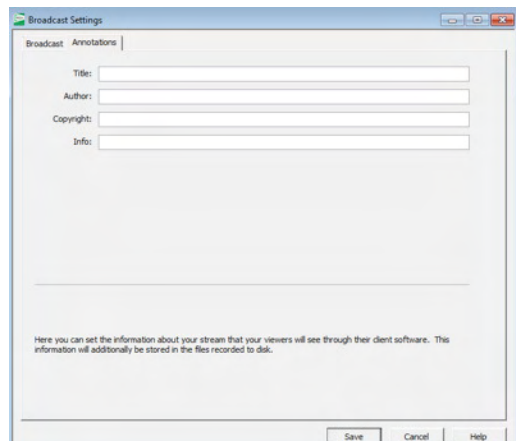 Broadcast Settings
Broadcast Annotations
Title:
Author:
Copyright:
Info:
Here you can set the information about your stream that your viewers will see through their client software. This
information will additionally be stored in the files recorded to disk.
Save Cancel Help